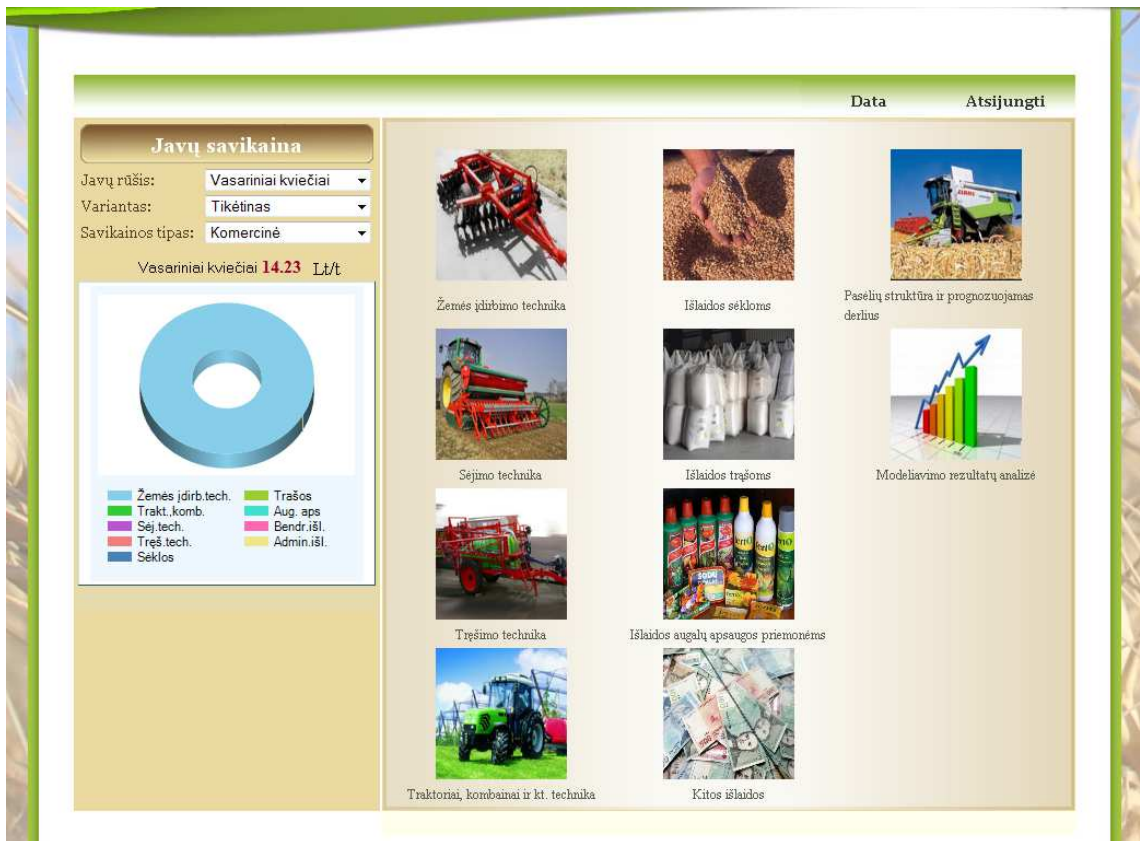 Data Atsijungti
Javų savikaina
Javų rūšis: Vasariniai kviečiai
Variantas: Tikėtinas
Savikainos tipas: Komercinė
Vasariniai kviečiai 14.23 Lt/t
Žemės įdirb.tech. Trašos
Trakt.,komb. Aug. aps
Sėj.tech. Bendr.išl.
Tręš.tech. Admin.išl.
Sėklos
Žemės įdirbimo technika
Išlaidos sėkloms
Pasėlių struktūra ir prognozuojamas
derlius
Sėjimo technika
Išlaidos trąšoms
Modeliavimo rezultatų analizė
Tręšimo technika
Išlaidos augalų apsaugos priemonėms
Traktoriai, kombainai ir kt. technika
Kitos išlaidos